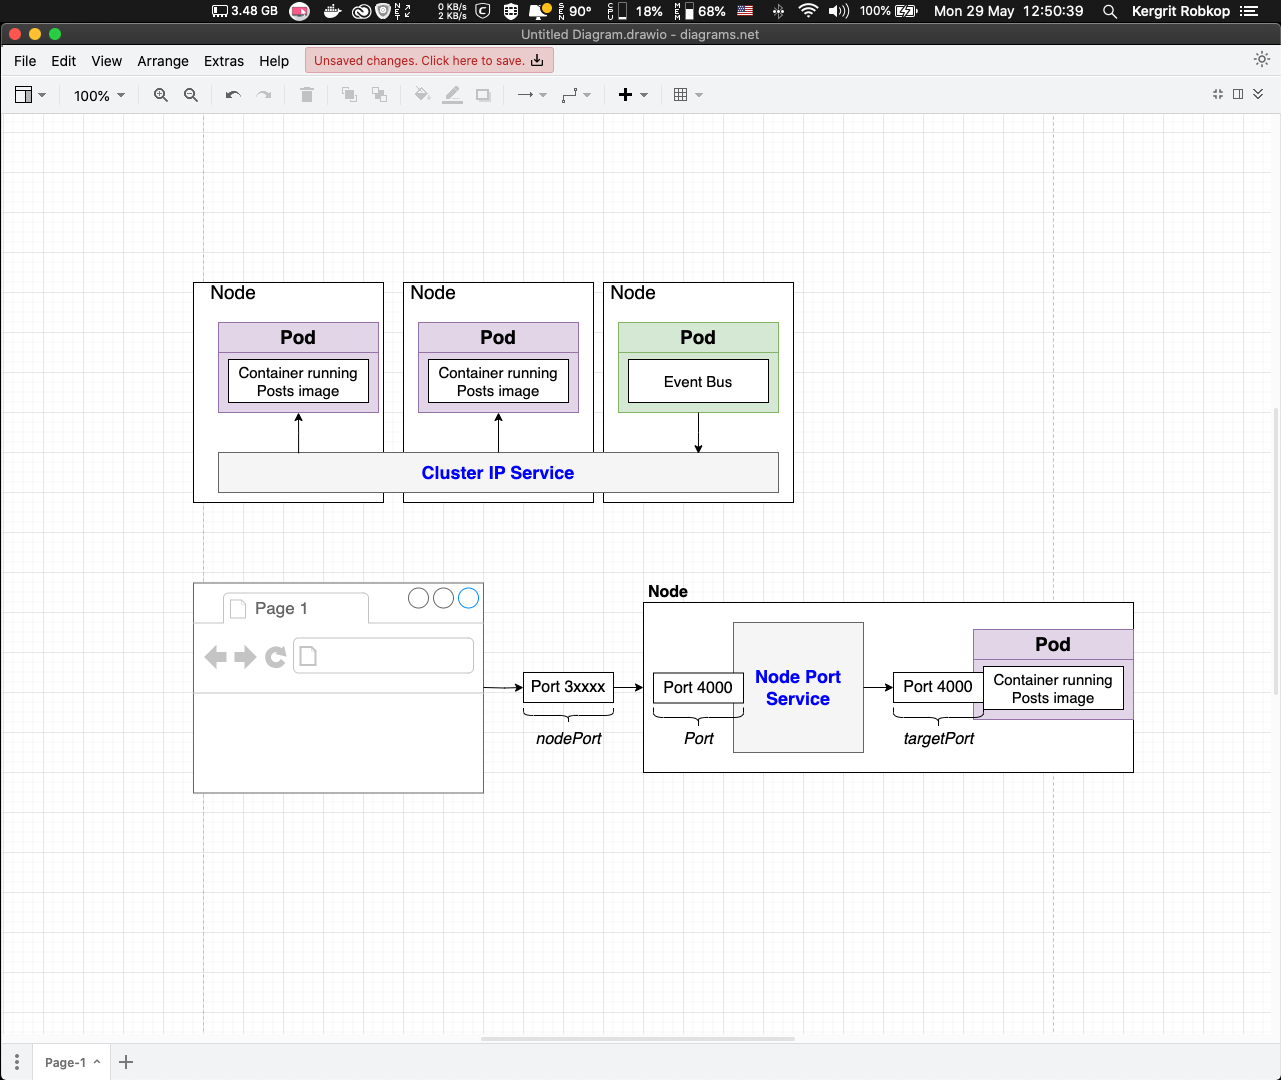 3.48 GB
0 KB/s
2 KB/s
SEN 90°
CPU 18%
MEM 68%
100%
Mon 29 May 12:50:39
Kergrit Robkop
Untitled Diagram.drawio - diagrams.net
File Edit View Arrange Extras Help
Unsaved changes. Click here to save.
100%
Node Node Node
Pod Pod Pod
Container running
Posts image
Container running
Posts image
Event Bus
Cluster IP Service
Page 1
Node
Port 3xxxx
nodePort
Port 4000
Port
Node Port
Service
Port 4000
targetPort
Pod
Container running
Posts image
Page-1